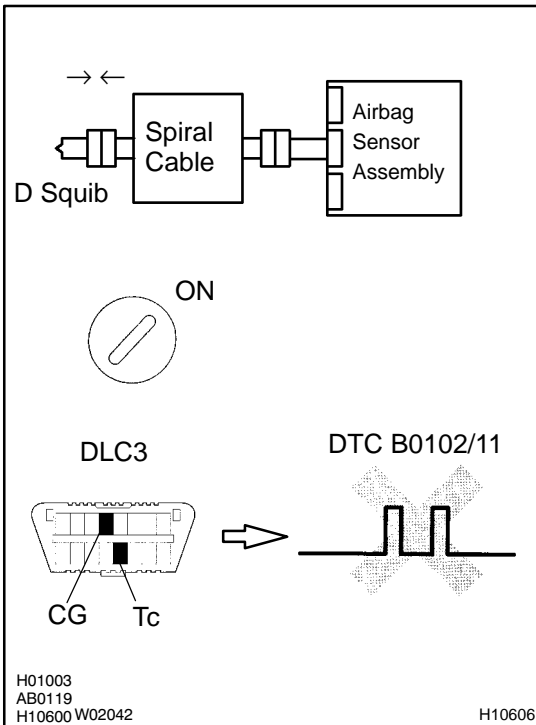 Airbag
Sensor
Assembly
Spiral
Cable
D Squib
ON
DLC3
DTC B0102/11
CG
Tc
H01003
AB0119
H10600 W02042
H10606